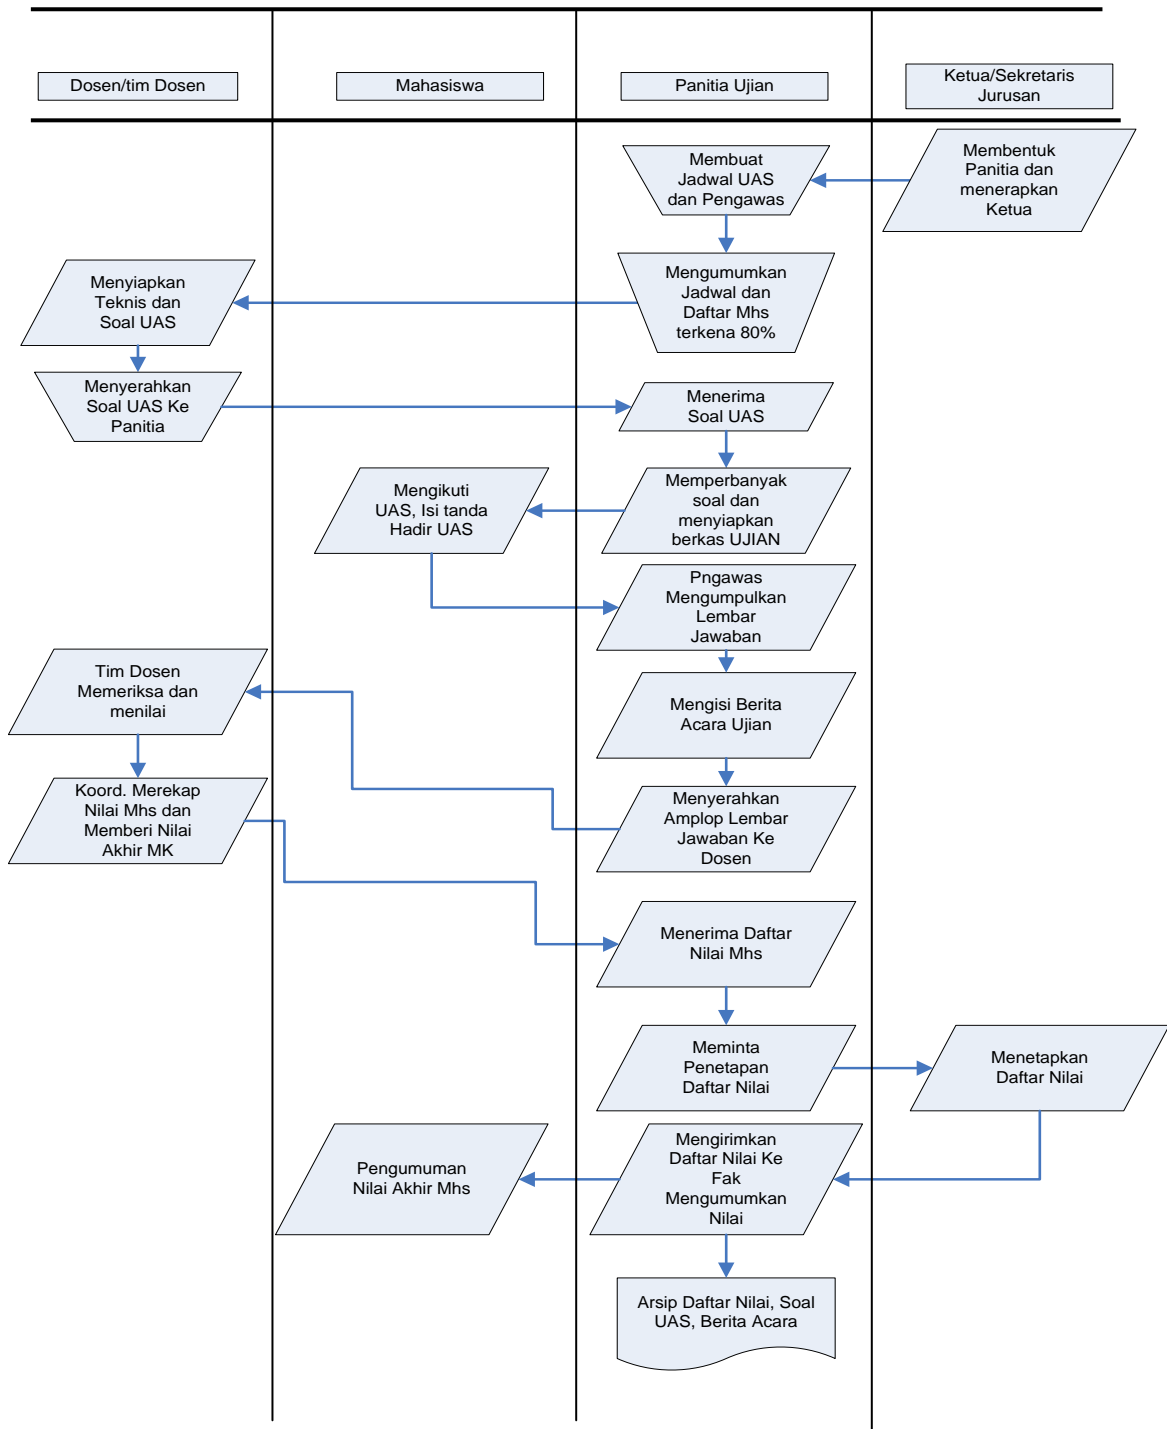 Dosen/tim Dosen
Mahasiswa
Panitia Ujian
Ketua/Sekretaris
Jurusan
Membuat
Jadwal UAS
dan Pengawas
Membentuk
Panitia dan
menerapkan
Ketua
Menyiapkan
Teknis dan
Soal UAS
Mengumumkan
Jadwal dan
Daftar Mhs
terkena 80%
Menyerahkan
Soal UAS Ke
Panitia
Menerima
Soal UAS
Mengikuti
UAS, Isi tanda
Hadir UAS
Memperbanyak
soal dan
menyiapkan
berkas UJIAN
Pngawas
Mengumpulkan
Lembar
Jawaban
Tim Dosen
Memeriksa dan
menilai
Mengisi Berita
Acara Ujian
Koord. Merekap
Nilai Mhs dan
Memberi Nilai
Akhir MK
Menyerahkan
Amplop Lembar
Jawaban Ke
Dosen
Menerima Daftar
Nilai Mhs
Meminta
Penetapan
Daftar Nilai
Menetapkan
Daftar Nilai
Pengumuman
Nilai Akhir Mhs
Mengirimkan
Daftar Nilai Ke
Fak
Mengumumkan
Nilai
Arsip Daftar Nilai, Soal
UAS, Berita Acara